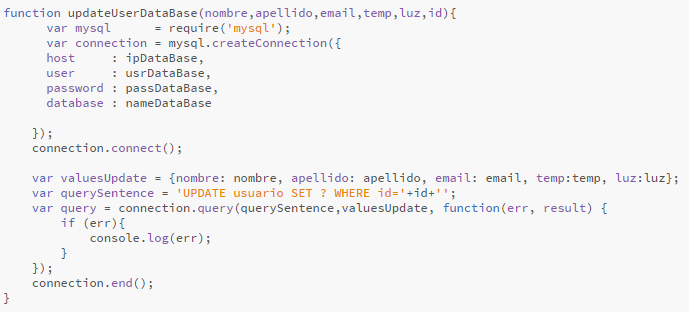 function updateUserDataBase(nombre,apellido,email,temp,luz,id){
      var mysql      = require('mysql');
      var connection = mysql.createConnection({
      host     : ipDataBase,
      user     : usrDataBase,
      password : passDataBase,
      database : nameDataBase

    });
    connection.connect();

    var valuesUpdate = {nombre: nombre, apellido: apellido, email: email, temp:temp, luz:luz};
    var querySentence = 'UPDATE usuario SET ? WHERE id='+id+'';
    var query = connection.query(querySentence,valuesUpdate, function(err, result) {
        if (err){
            console.log(err);
        }
    });
    connection.end();
}